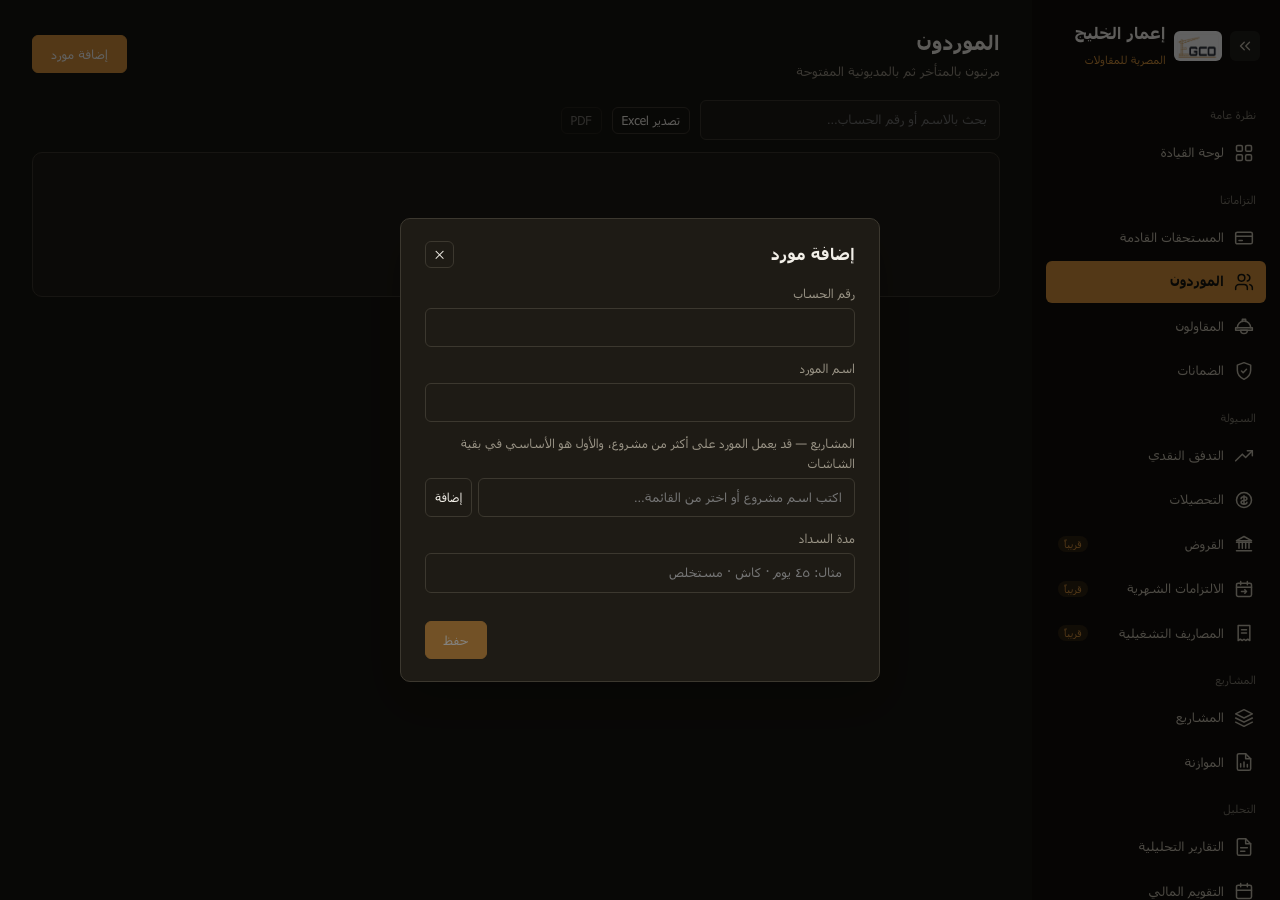 إعمار الخليج
المصرية للمقاولات
EGCO
نظرة عامة
لوحة القيادة
التزاماتنا
المستحقات القادمة
الموردون
المقاولون
الضمانات
السيولة
التدفق النقدي
التحصيلات
القروض
قريباً
الالتزامات الشهرية
قريباً
المصاريف التشغيلية
قريباً
المشاريع
المشاريع
الموازنة
التحليل
التقارير التحليلية
التقويم المالي
الموردون
مرتبون بالمتأخر ثم بالمديونية المفتوحة
إضافة مورد
بحث بالاسم أو رقم الحساب...
تصدير Excel
PDF
إضافة مورد
رقم الحساب
اسم المورد
المشاريع — قد يعمل المورد على أكثر من مشروع، والأول هو الأساسي في بقية
الشاشات
اكتب اسم مشروع أو اختر من القائمة...
إضافة
مدة السداد
مثال: ٤٥ يوم · كاش · مستخلص
حفظ